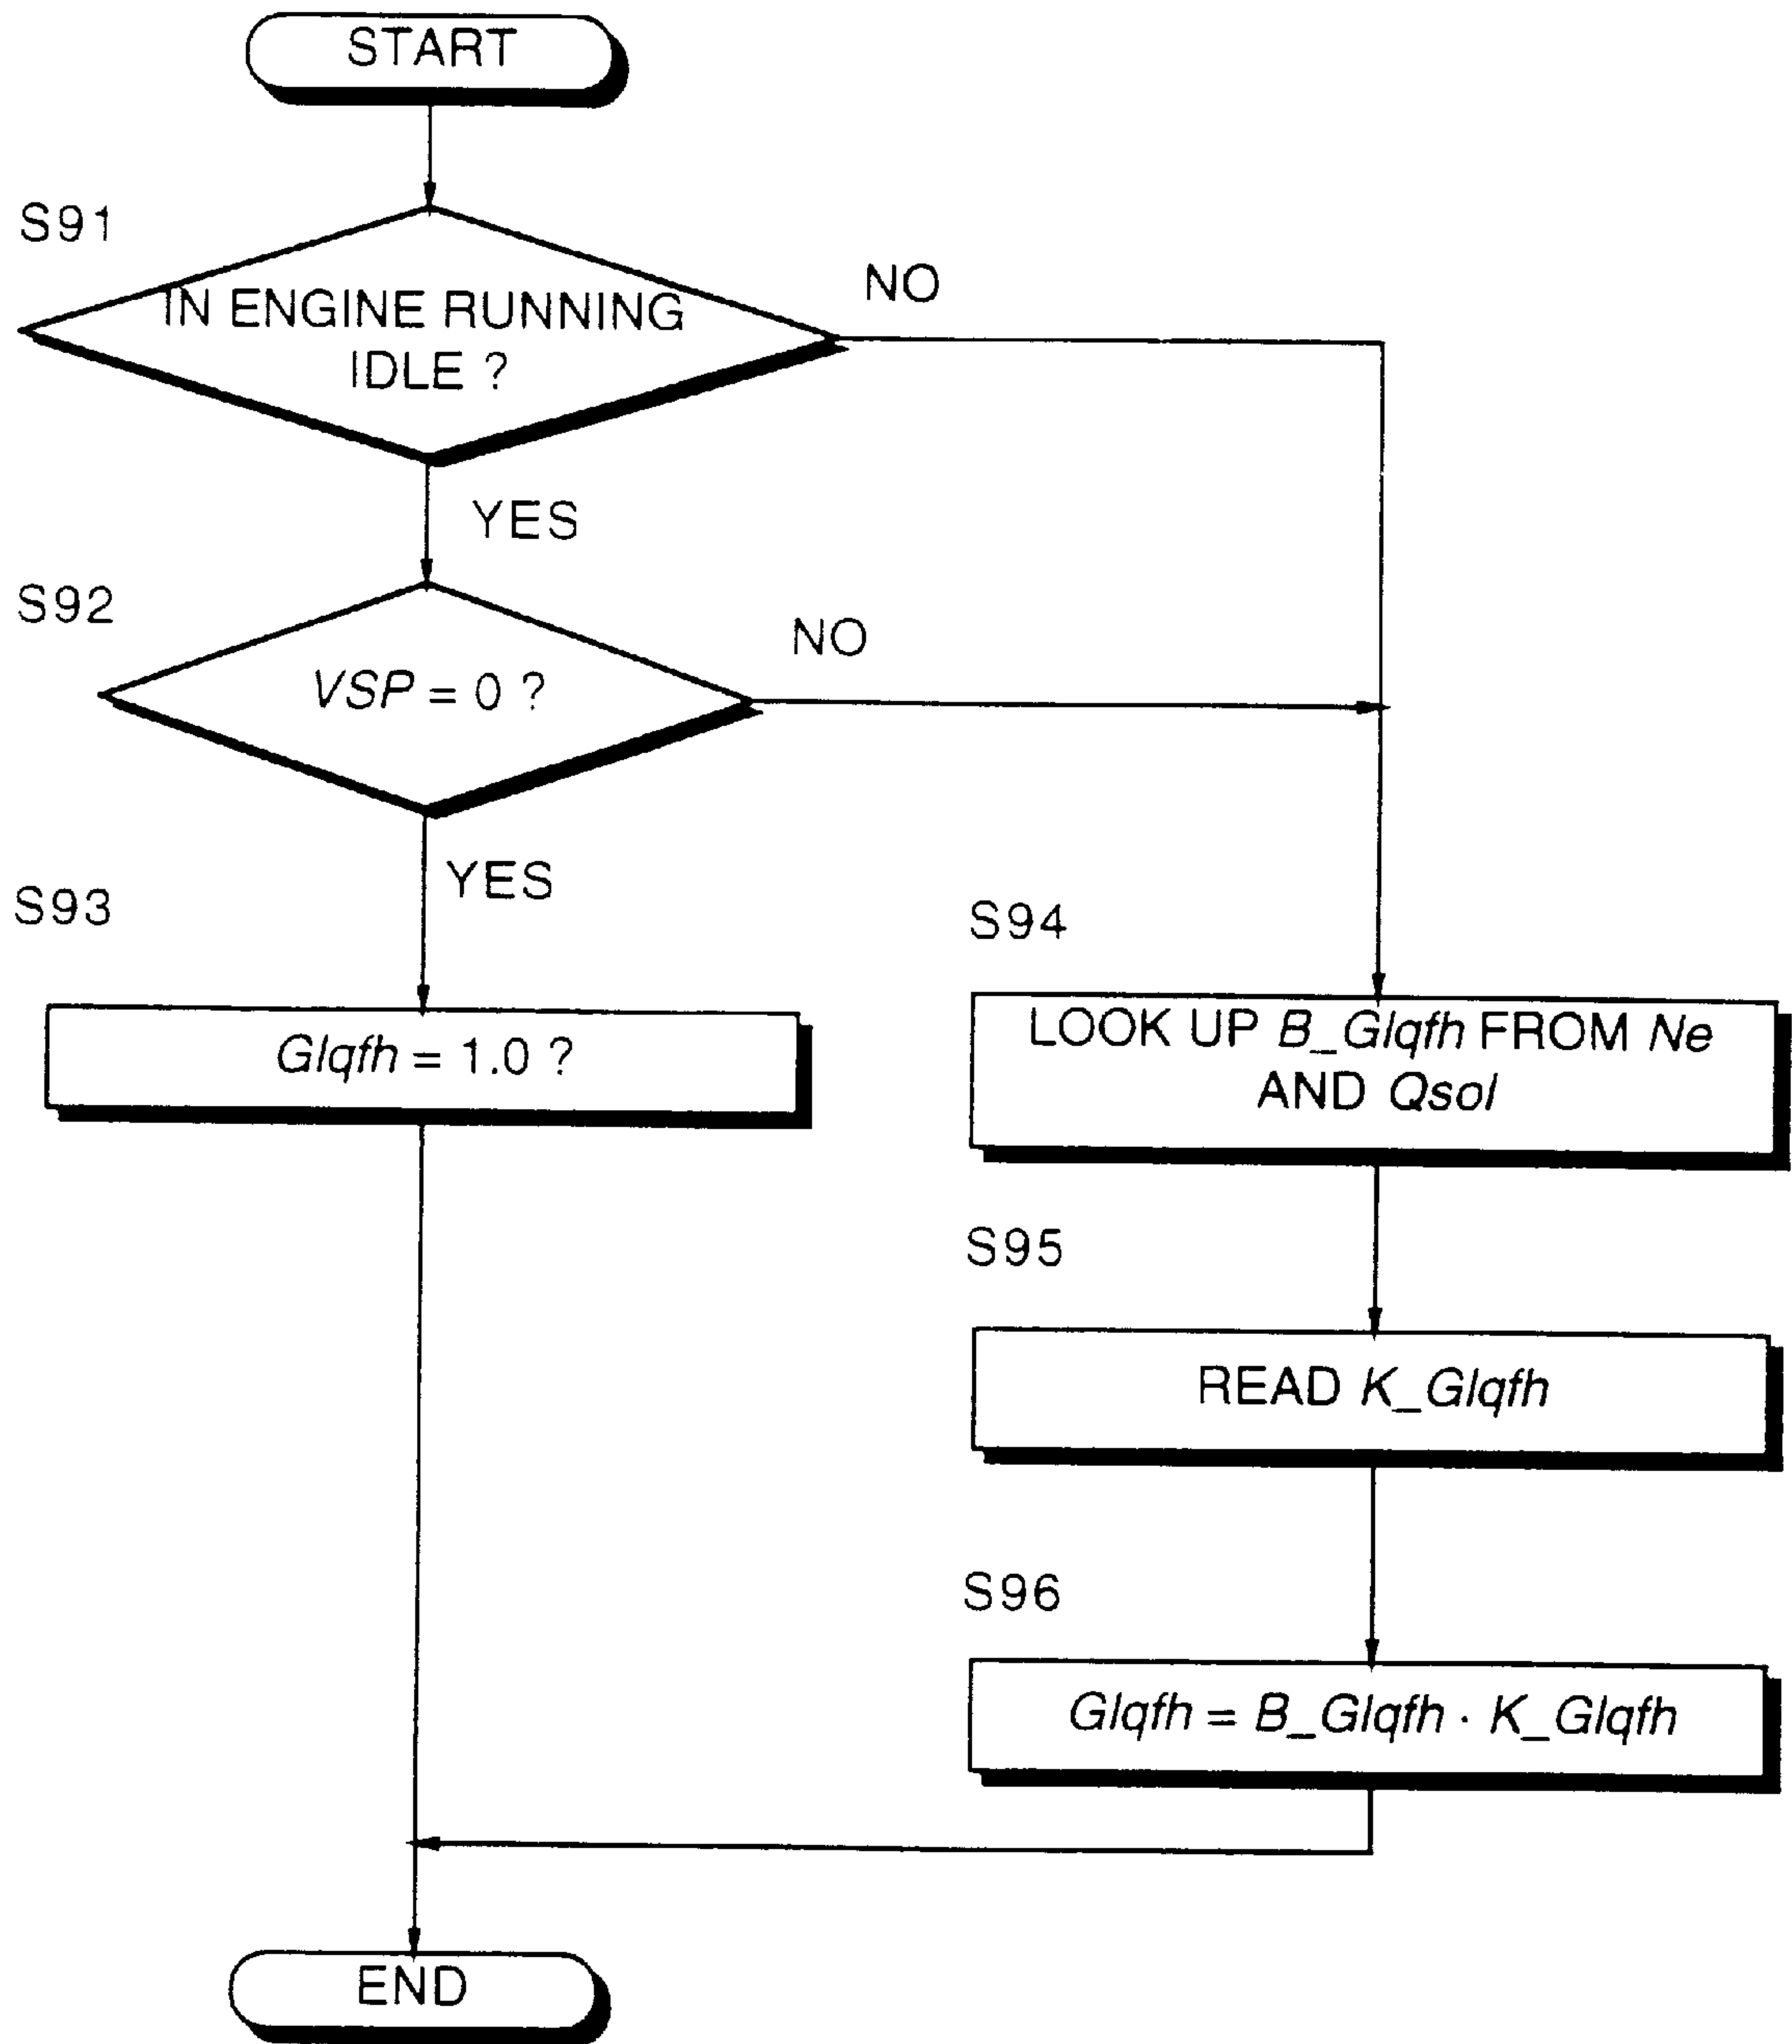 START
S91
IN ENGINE RUNNING
IDLE ?
NO
YES
S92
VSP = 0 ?
NO
YES
S93
Glqfh = 1.0 ?
S94
LOOK UP B_Glqfh FROM Ne
AND Qsol
S95
READ K_Glqfh
S96
Glqfh = B_Glqfh · K_Glqfh
END